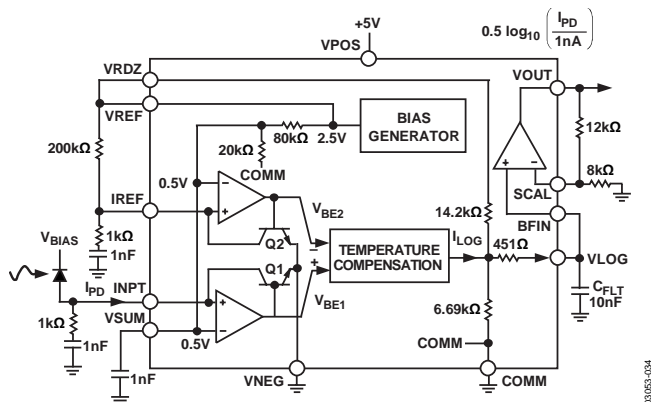 +5V
0.5 log10 (IPD / 1nA)
VPOS
VRDZ
VOUT
VREF
BIAS
GENERATOR
80kΩ
2.5V
12kΩ
200kΩ
20kΩ
COMM
0.5V
8kΩ
SCAL
IREF
VBE2
14.2kΩ
BFIN
1kΩ
1nF
VBIAS
Q2
TEMPERATURE
COMPENSATION
ILOG
451Ω
VLOG
IPD
INPT
Q1
VBE1
CFLT
10nF
1kΩ
VSUM
0.5V
6.69kΩ
1nF
COMM
1nF
VNEG
COMM
03053-034
− + − + + − − +